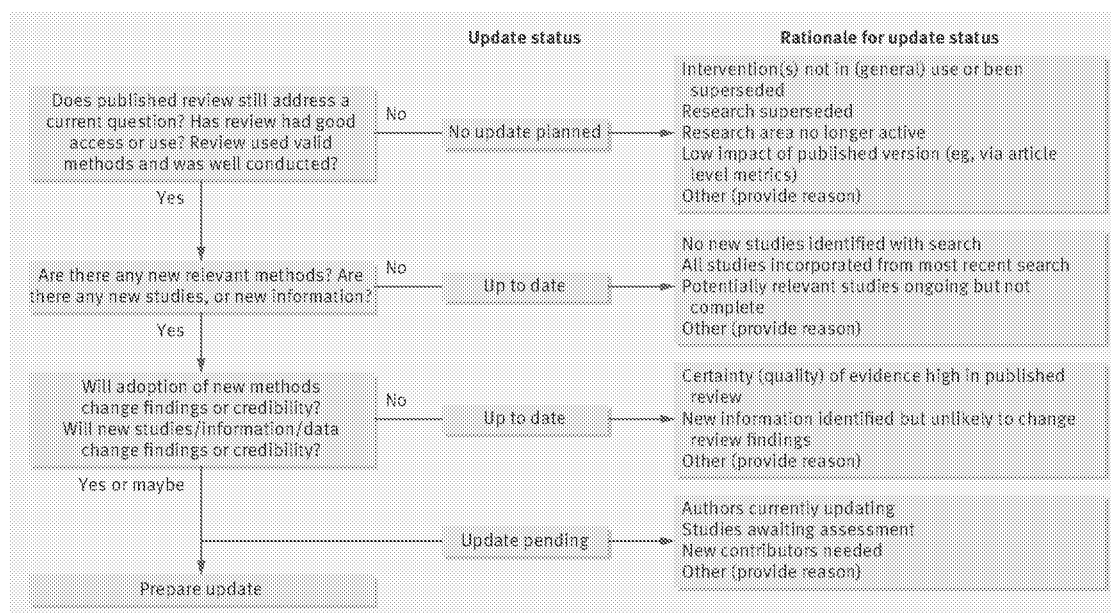 Update status
Rationale for update status
Does published review still address a
current question? Has review had good
access or use? Review used valid
methods and was well conducted?
No
No update planned
Intervention(s) not in (general) use or been
superseded
Research superseded
Research area no longer active
Low impact of published version (eg, via article
level metrics)
Other (provide reason)
Yes
Are there any new relevant methods? Are
there any new studies, or new information?
No
Up to date
No new studies identified with search
All studies incorporated from most recent search
Potentially relevant studies ongoing but not
complete
Other (provide reason)
Yes
Will adoption of new methods
change findings or credibility?
Will new studies/information/data
change findings or credibility?
No
Up to date
Certainty (quality) of evidence high in published
review
New information identified but unlikely to change
review findings
Other (provide reason)
Yes or maybe
Update pending
Authors currently updating
Studies awaiting assessment
New contributors needed
Other (provide reason)
Prepare update